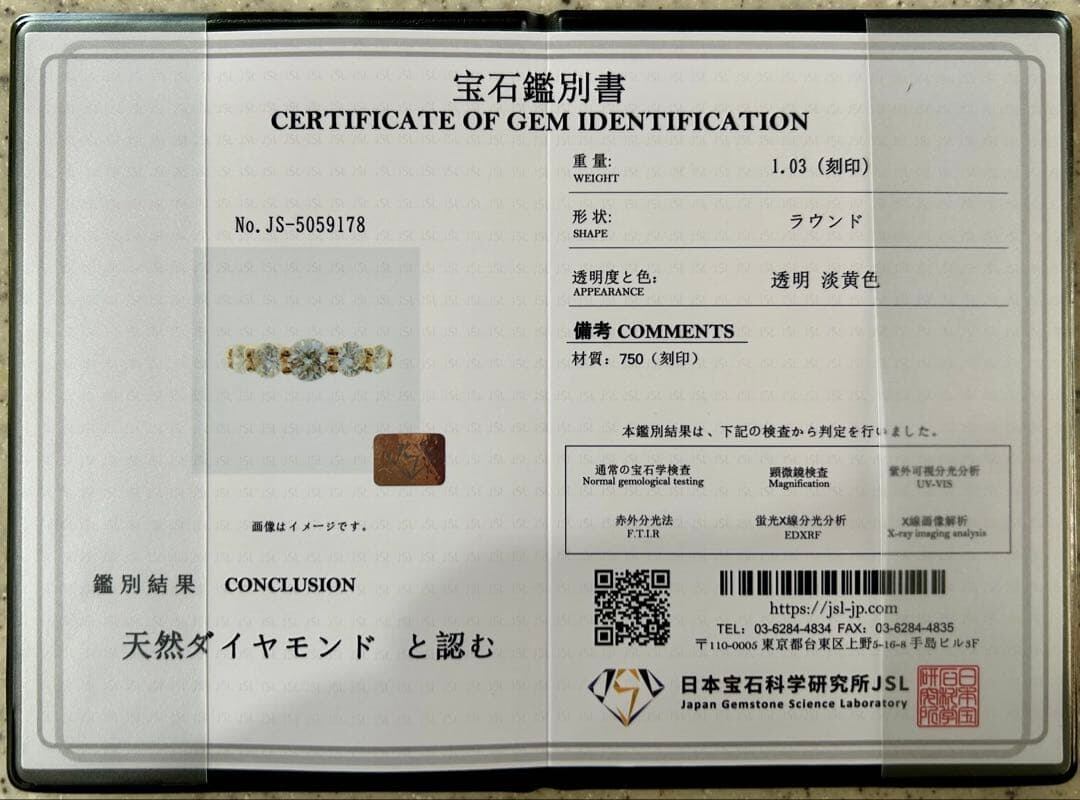 宝石鑑別書
CERTIFICATE OF GEM IDENTIFICATION
No.JS-5059178
画像はイメージです。
鑑別結果 CONCLUSION
天然ダイヤモンド と認む
重量: 1.03 (刻印)
WEIGHT
形状: ラウンド
SHAPE
透明度と色: 透明 淡黄色
APPEARANCE
備考 COMMENTS
材質: 750 (刻印)
本鑑別結果は、下記の検査から判定を行いました。
通常の宝石学検査 顕微鏡検査 紫外可視分光分析
Normal gemological testing Magnification UV-VIS
赤外分光法 蛍光X線分光分析 X線画像解析
F.T.I.R EDXRF X-ray imaging analysis
https://jsl-jp.com
TEL: 03-6284-4834 FAX: 03-6284-4835
〒110-0005 東京都台東区上野5-16-8 手島ビル3F
日本宝石科学研究所JSL
Japan Gemstone Science Laboratory